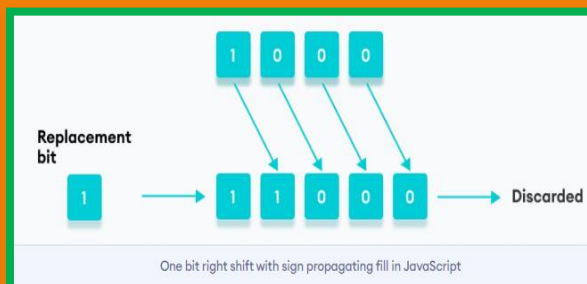 1 0 0 0
Replacement
bit
1 1 1 0 0 0 Discarded
One bit right shift with sign propagating fill in JavaScript